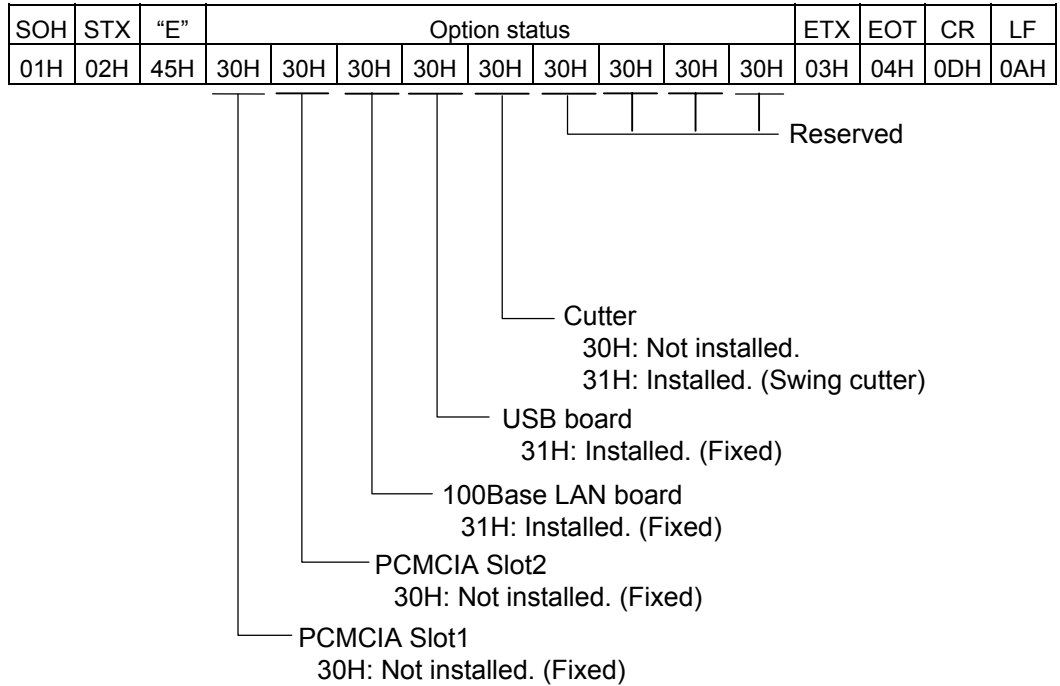 SOH STX “E” Option status ETX EOT CR LF
01H 02H 45H 30H 30H 30H 30H 30H 30H 30H 30H 30H 03H 04H 0DH 0AH
Reserved
Cutter
30H: Not installed.
31H: Installed. (Swing cutter)
USB board
31H: Installed. (Fixed)
100Base LAN board
31H: Installed. (Fixed)
PCMCIA Slot2
30H: Not installed. (Fixed)
PCMCIA Slot1
30H: Not installed. (Fixed)